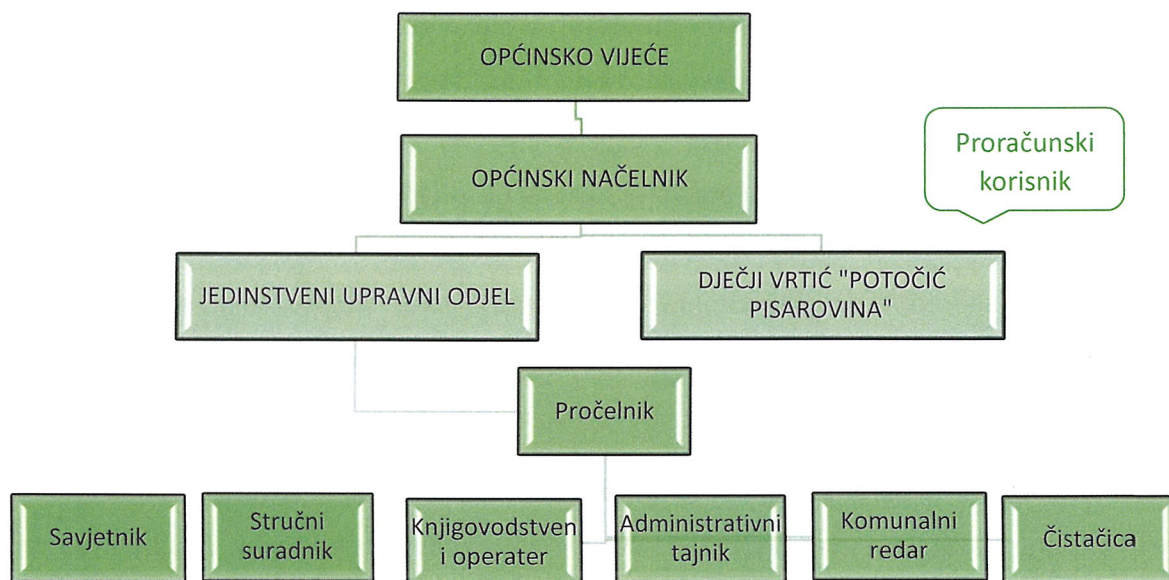 OPĆINSKO VIJEĆE
OPĆINSKI NAČELNIK
Proračunski
korisnik
JEDINSTVENI UPRAVNI ODJEL
DJEČJI VRTIĆ "POTOČIĆ
PISAROVINA"
Pročelnik
Savjetnik
Stručni
suradnik
Knjigovodstven
i operater
Administrativni
tajnik
Komunalni
redar
Čistačica